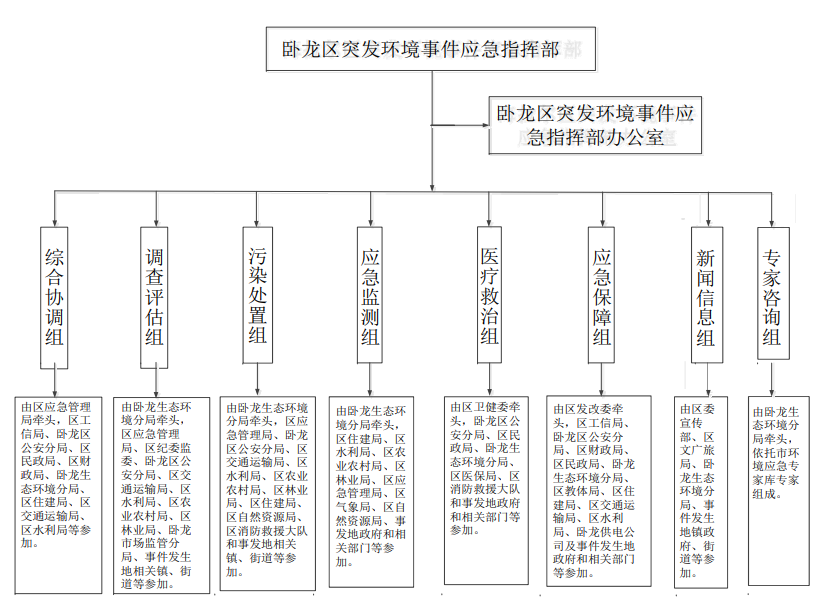 卧龙区突发环境事件应急指挥部
卧龙区突发环境事件应
急指挥部办公室
综合协调组
调查评估组
污染处置组
应急监测组
医疗救治组
应急保障组
新闻信息组
专家咨询组
由区应急管理
局牵头，区工
信局、卧龙区
公安分局、区
民政局、区财
政局、卧龙生
态环境分局、
区住建局、区
交通运输局、
区水利局等参
加。
由卧龙生态环
境分局牵头，
区应急管理
局、区纪委监
委、卧龙区公
安分局、区交
通运输局、区
水利局、区农
业农村局、区
林业局、卧龙
市场监管分
局、事件发生
地相关镇、街
道等参加。
由卧龙生态环境
分局牵头，区应
急管理局、卧龙
区公安分局、区
交通运输局、区
水利局、区农业
农村局、区林业
局、区住建局、
区自然资源局、
区消防救援大队
和事发地相关
镇、街道等参
加。
由卧龙生态环
境分局牵头，
区住建局、区
水利局、区农
业农村局、区
林业局、区应
急管理局、区
气象局、区自
然资源局、事
发地政府和相
关部门等参
加。
由区卫健委牵
头，卧龙区公
安分局、区民
政局、卧龙生
态环境分局、
区医保局、区
消防救援大队
和事发地政府
和相关部门等
参加。
由区发改委牵
头，区工信局、
卧龙区公安分
局、区财政局、
区民政局、卧龙
生态环境分局、
区教体局、区住
建局、区交通运
输局、区水利
局、卧龙供电公
司及事件发生地
政府和相关部门
等参加。
由区委
宣传
部、区
文广旅
局、卧
龙生态
环境分
局、事
件发生
地镇政
府、街
道等参
加。
由卧龙生
态环境分
局牵头，
依托市环
境应急专
家库专家
组成。